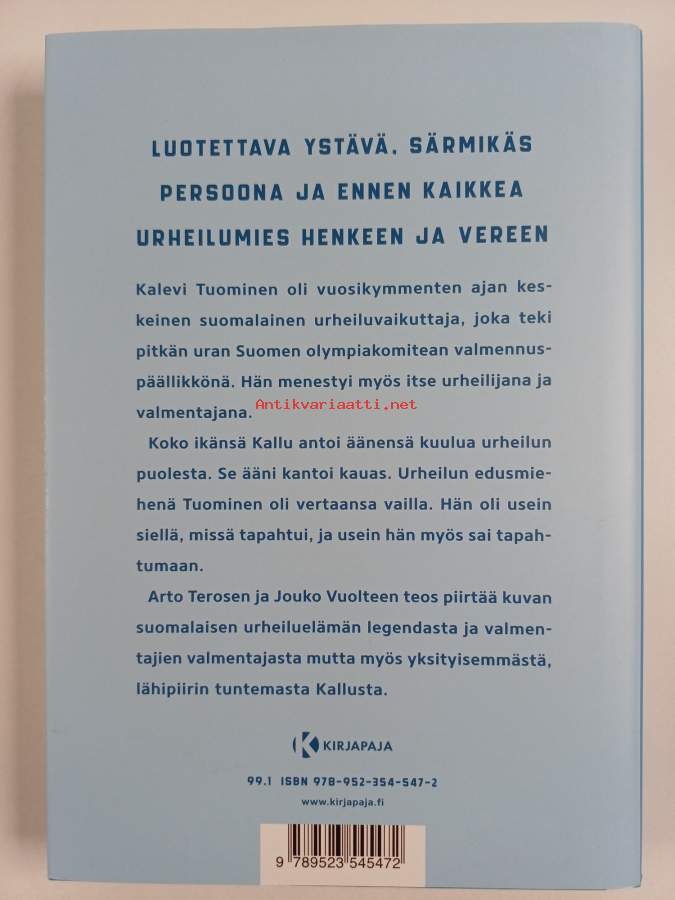 LUOTETTAVA YSTÄVÄ, SÄRMIKÄS
PERSOONA JA ENNEN KAIKKEA
URHEILUMIES HENKEEN JA VEREEN
Kalevi Tuominen oli vuosikymmenten ajan kes-
keinen suomalainen urheiluvaikuttaja, joka teki
pitkän uran Suomen olympiakomitean valmennus-
päällikkönä. Hän menestyi myös itse urheilijana ja
valmentajana.
Antikvariaatti.net
Koko ikänsä Kallu antoi äänensä kuulua urheilun
puolesta. Se ääni kantoi kauas. Urheilun edusmie-
henä Tuominen oli vertaansa vailla. Hän oli usein
siellä, missä tapahtui, ja usein hän myös sai tapah-
tumaan.
Arto Terosen ja Jouko Vuolteen teos piirtää kuvan
suomalaisen urheiluelämän legendasta ja valmen-
tajien valmentajasta mutta myös yksityisemmästä,
lähipiirin tuntemasta Kallusta.
KIRJAPAJA
99.1 ISBN 978-952-354-547-2
www.kirjapaja.fi
9 789523 545472